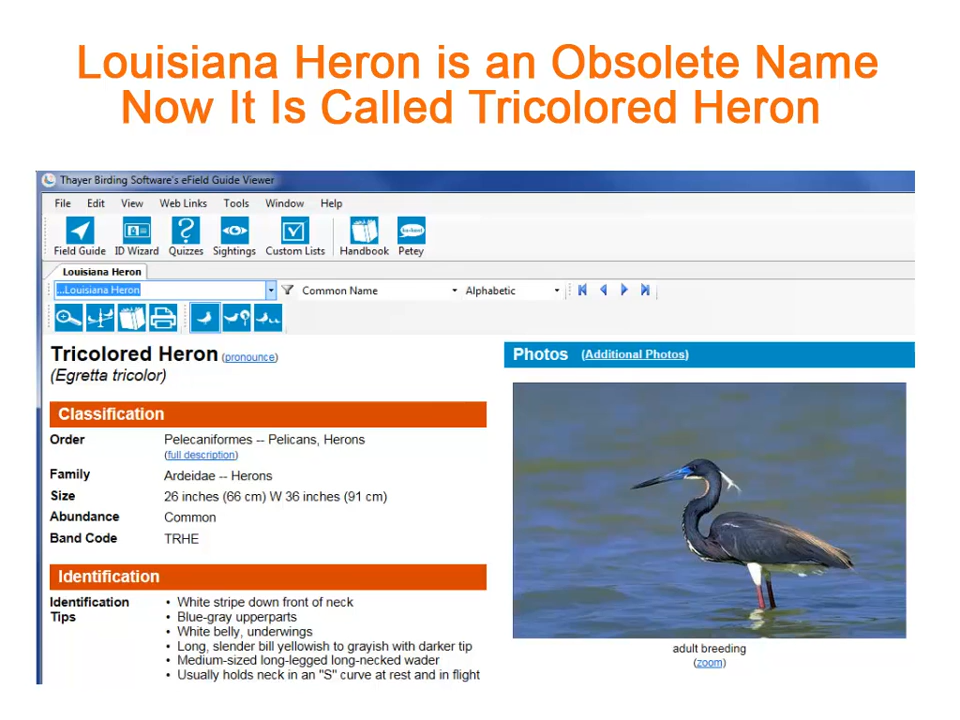 Louisiana Heron is an Obsolete Name
Now It Is Called Tricolored Heron
Thayer Birding Software's eField Guide Viewer
File Edit View Web Links Tools Window Help
Field Guide ID Wizard Quizzes Sightings Custom Lists Handbook Petey
Louisiana Heron
...Louisiana Heron Common Name Alphabetic
Tricolored Heron (pronounce)
(Egretta tricolor)
Classification
Order Pelecaniformes -- Pelicans, Herons
(full description)
Family Ardeidae -- Herons
Size 26 inches (66 cm) W 36 inches (91 cm)
Abundance Common
Band Code TRHE
Identification
Identification Tips
• White stripe down front of neck
• Blue-gray upperparts
• White belly, underwings
• Long, slender bill yellowish to grayish with darker tip
• Medium-sized long-legged long-necked wader
• Usually holds neck in an "S" curve at rest and in flight
Photos (Additional Photos)
adult breeding
(zoom)